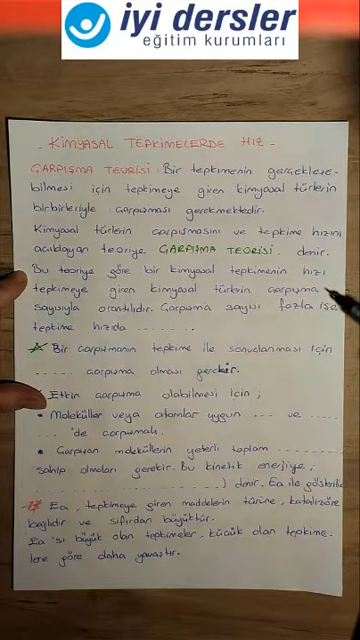 iyi dersler
eğitim kurumları
- KİMYASAL TEPKİMELERDE HIZ -
ÇARPIŞMA TEORİSİ: Bir tepkimenin gerçekleşe-
bilmesi için tepkimeye giren kimyasal türlerin
birbirleriyle çarpışması gerekmektedir.
Kimyasal türlerin çarpışmasını ve tepkime hızını
açıklayan teoriye ÇARPIŞMA TEORİSİ denir.
Bu teoriye göre bir kimyasal tepkimenin hızı
tepkimeye giren kimyasal türlerin çarpışma
sayısıyla orantılıdır. Çarpışma sayısı fazla ise
tepkime hızıda .......
Bir çarpışmanın tepkime ile sonuçlanması için
..... çarpışma olması gerekir.
Etkin çarpışma olabilmesi için;
• Moleküller veya atomlar uygun ... ve .....
...'de çarpışmalı.
• Çarpışan moleküllerin yeterli toplam ..........
sahip olmaları gerekir. Bu kinetik enerjiye,
.......................) denir. Ea ile gösterilir
Ea, tepkimeye giren maddelerin türüne, katalizöre
bağlıdır ve sıfırdan büyüktür.
Ea'sı büyük olan tepkimeler, küçük olan tepkime-
lere göre daha yavaştır.